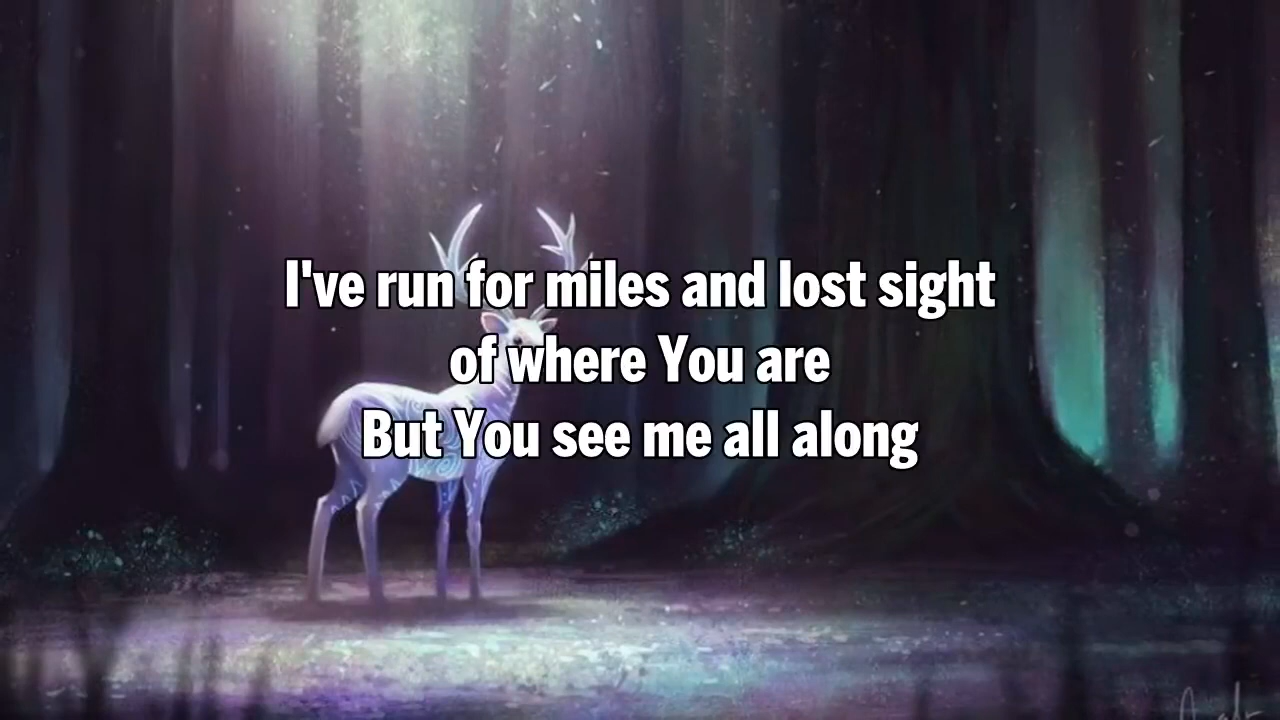 I've run for miles and lost sight
of where You are
But You see me all along